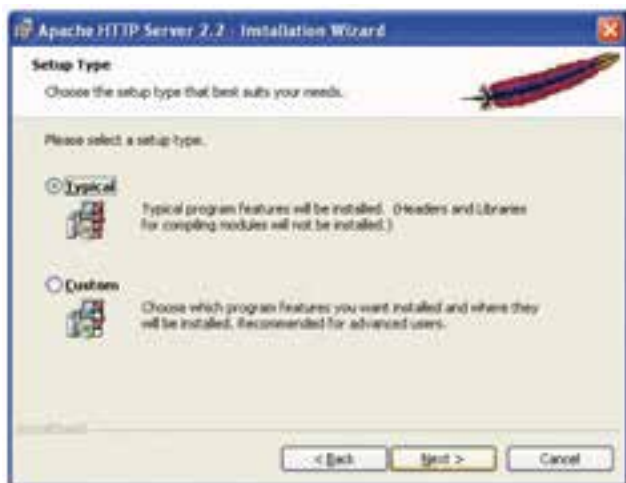 Apache HTTP Server 2.2 - Installation Wizard
Setup Type
Choose the setup type that best suits your needs.
Please select a setup type.
Typical
Typical program features will be installed. (Headers and Libraries
for compiling modules will not be installed.)
Custom
Choose which program features you want installed and where they
will be installed. Recommended for advanced users.
< Back
Next >
Cancel